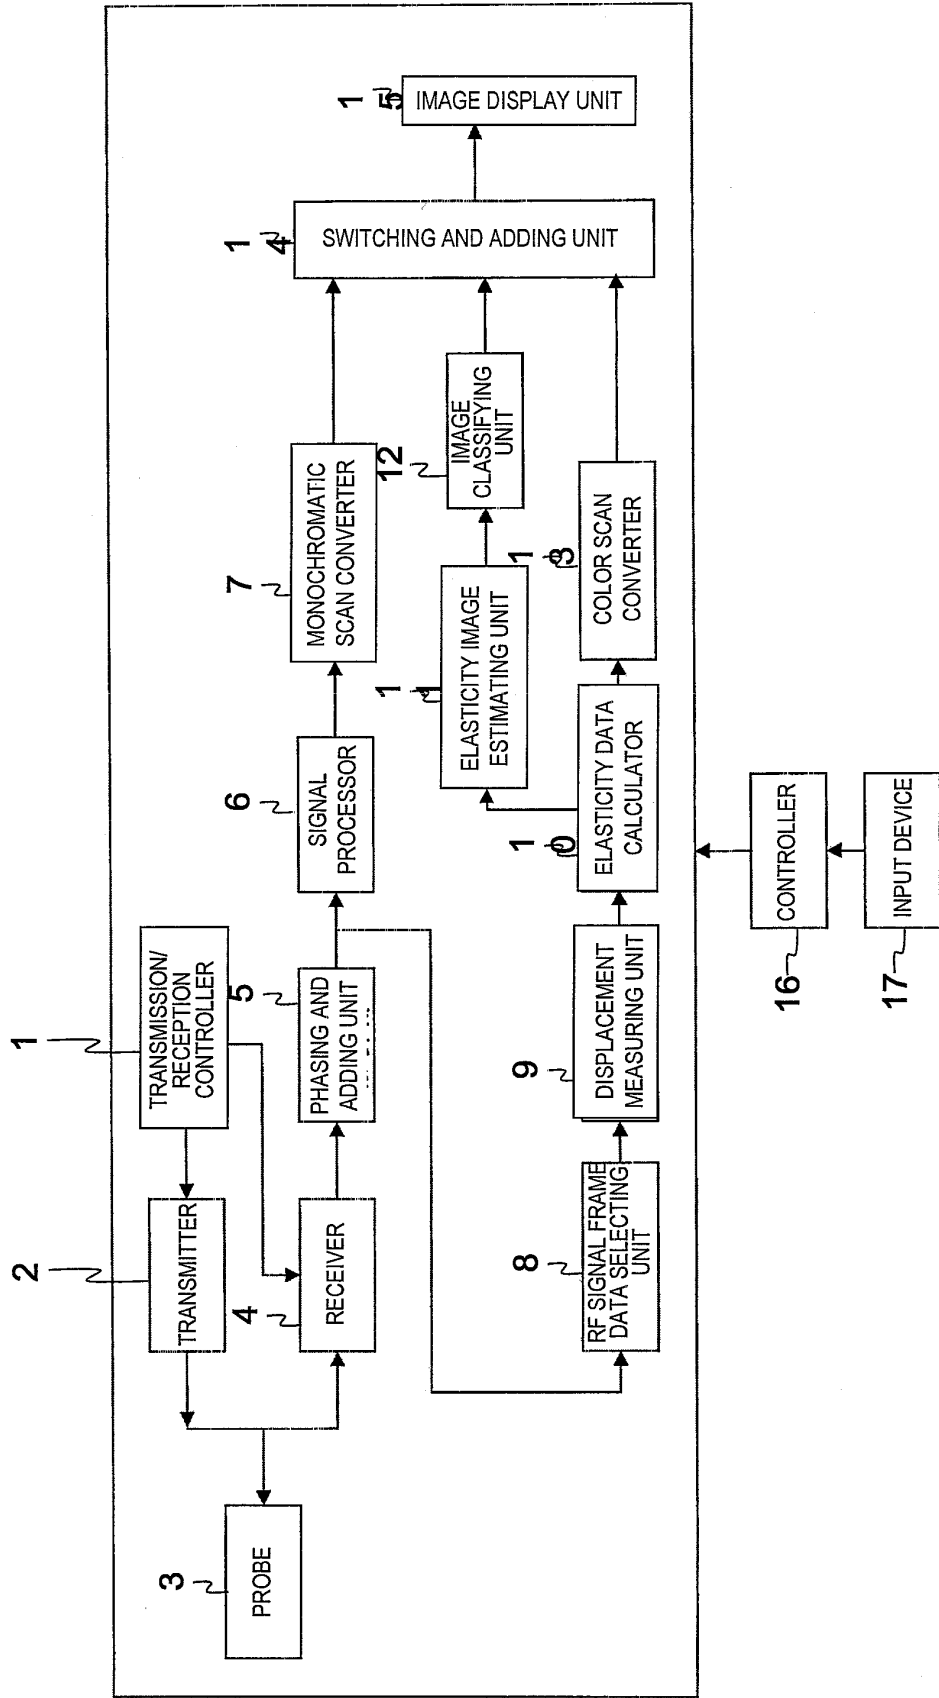 1
TRANSMISSION/
RECEPTION
CONTROLLER
2
TRANSMITTER
3
PROBE
4
RECEIVER
5
PHASING AND
ADDING UNIT
6
SIGNAL
PROCESSOR
7
MONOCHROMATIC
SCAN CONVERTER
8
RF SIGNAL FRAME
DATA SELECTING
UNIT
9
DISPLACEMENT
MEASURING UNIT
10
ELASTICITY DATA
CALCULATOR
11
ELASTICITY IMAGE
ESTIMATING UNIT
12
IMAGE
CLASSIFYING
UNIT
13
COLOR SCAN
CONVERTER
14
SWITCHING AND ADDING UNIT
15
IMAGE DISPLAY UNIT
16
CONTROLLER
17
INPUT DEVICE